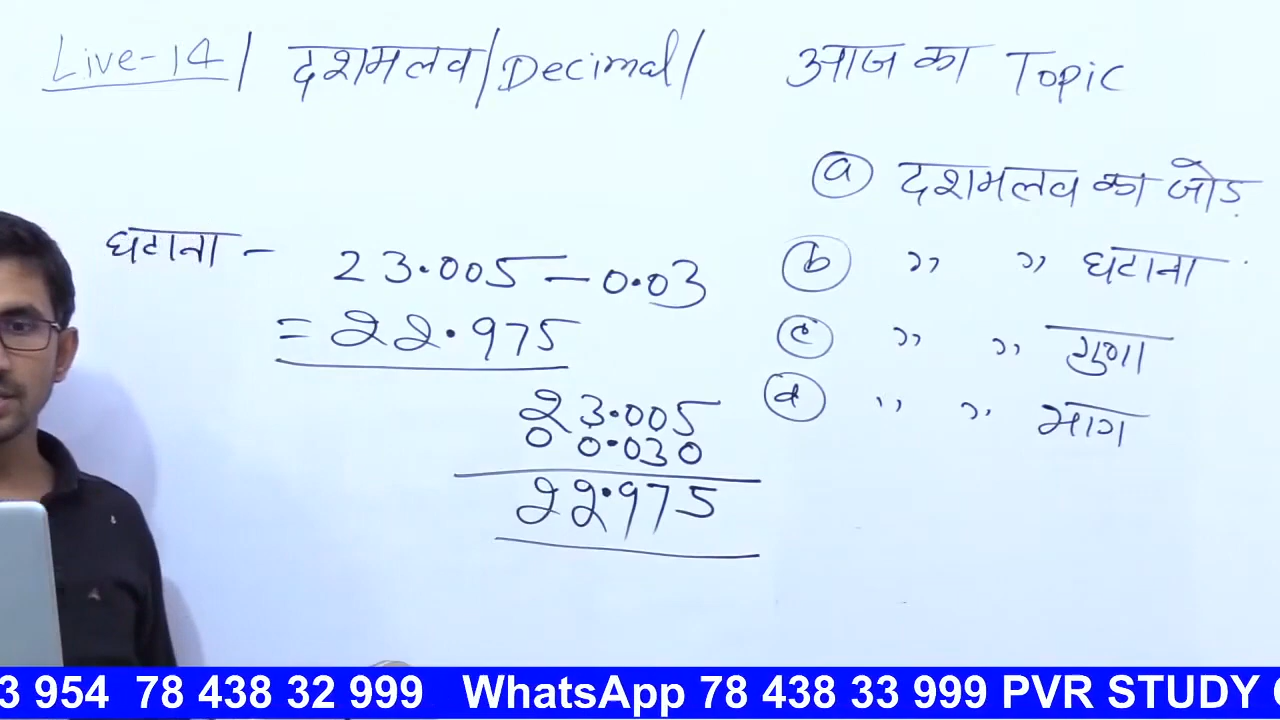 Live-14 / दशमलव / Decimal / आज का Topic
a दशमलव का जोड़
b ,, ,, घटाना
c ,, ,, गुणा
d ,, ,, भाग
घटाना - 23.005 - 0.03
= 22.975
23.005
00.030
22.975
3 954 78 438 32 999 WhatsApp 78 438 33 999 PVR STUDY